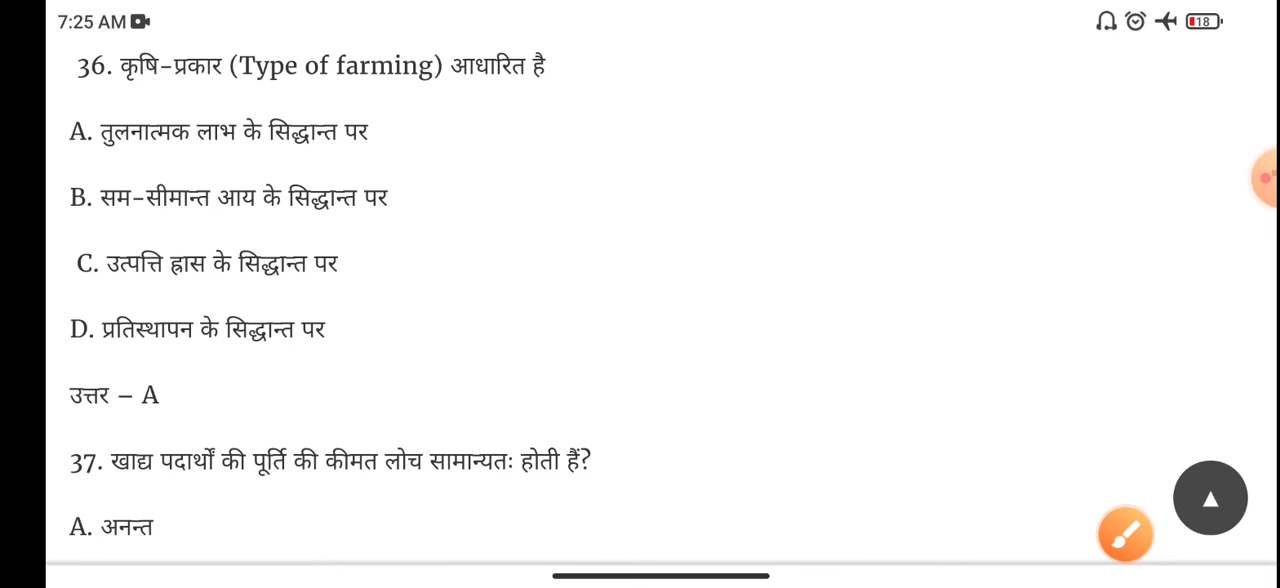 7:25 AM
18
36. कृषि-प्रकार (Type of farming) आधारित है
A. तुलनात्मक लाभ के सिद्धान्त पर
B. सम-सीमान्त आय के सिद्धान्त पर
C. उत्पत्ति ह्रास के सिद्धान्त पर
D. प्रतिस्थापन के सिद्धान्त पर
उत्तर – A
37. खाद्य पदार्थों की पूर्ति की कीमत लोच सामान्यतः होती हैं?
A. अनन्त